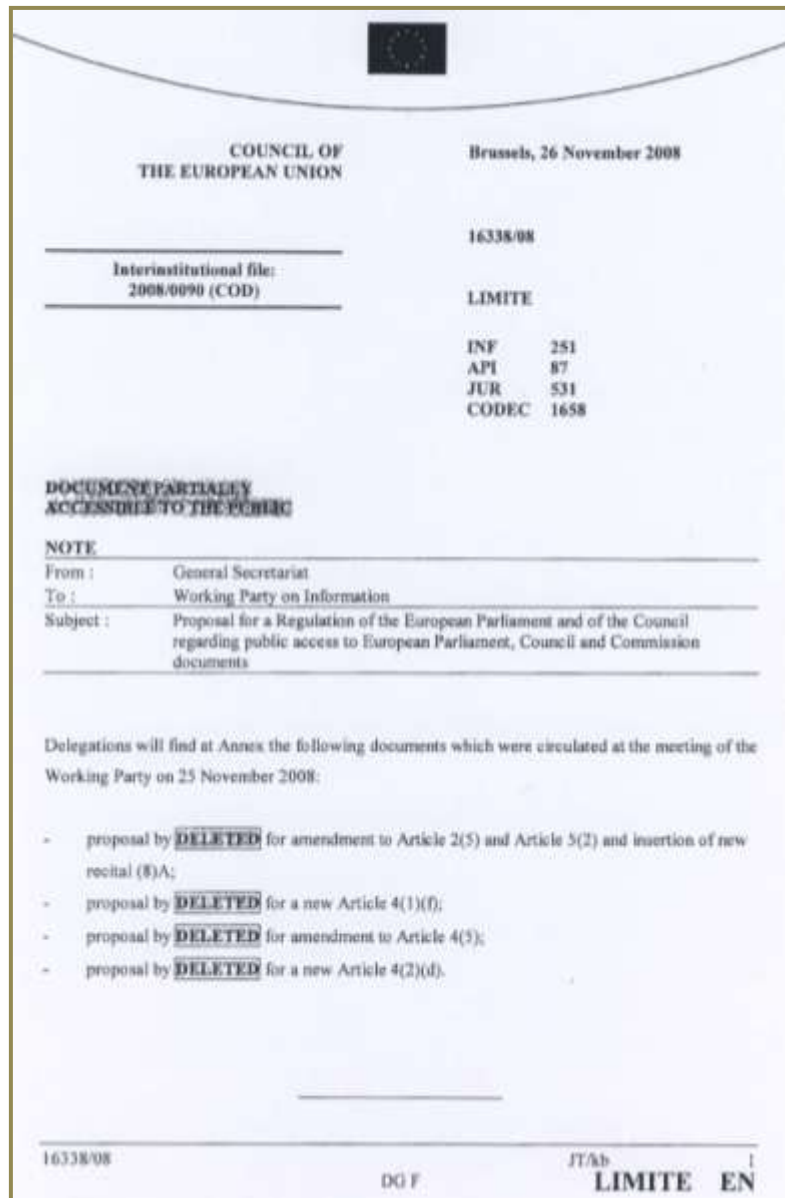 COUNCIL OF
THE EUROPEAN UNION
Brussels, 26 November 2008
16338/08
Interinstitutional file:
2008/0090 (COD)
LIMITE
INF 251
API 87
JUR 531
CODEC 1658
DOCUMENT PARTIALLY
ACCESSIBLE TO THE PUBLIC
NOTE
From : General Secretariat
To : Working Party on Information
Subject : Proposal for a Regulation of the European Parliament and of the Council
regarding public access to European Parliament, Council and Commission
documents
Delegations will find at Annex the following documents which were circulated at the meeting of the
Working Party on 25 November 2008:
- proposal by DELETED for amendment to Article 2(5) and Article 5(2) and insertion of new
recital (8)A;
- proposal by DELETED for a new Article 4(1)(f);
- proposal by DELETED for amendment to Article 4(5);
- proposal by DELETED for a new Article 4(2)(d).
16338/08 JT/kb 1
DG F LIMITE EN